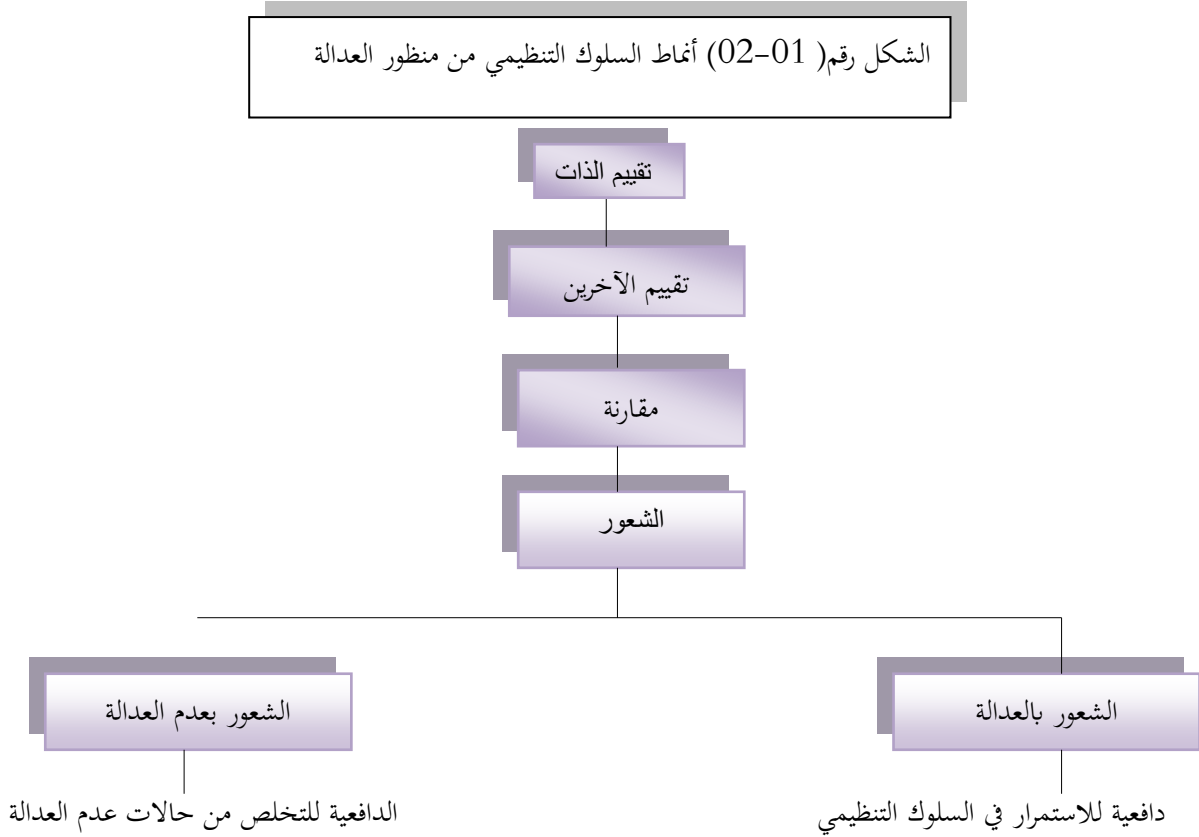 الشكل رقم( 01-02) أنماط السلوك التنظيمي من منظور العدالة
تقييم الذات
تقييم الآخرين
مقارنة
الشعور
الشعور بالعدالة
الشعور بعدم العدالة
دافعية للاستمرار في السلوك التنظيمي
الدافعية للتخلص من حالات عدم العدالة